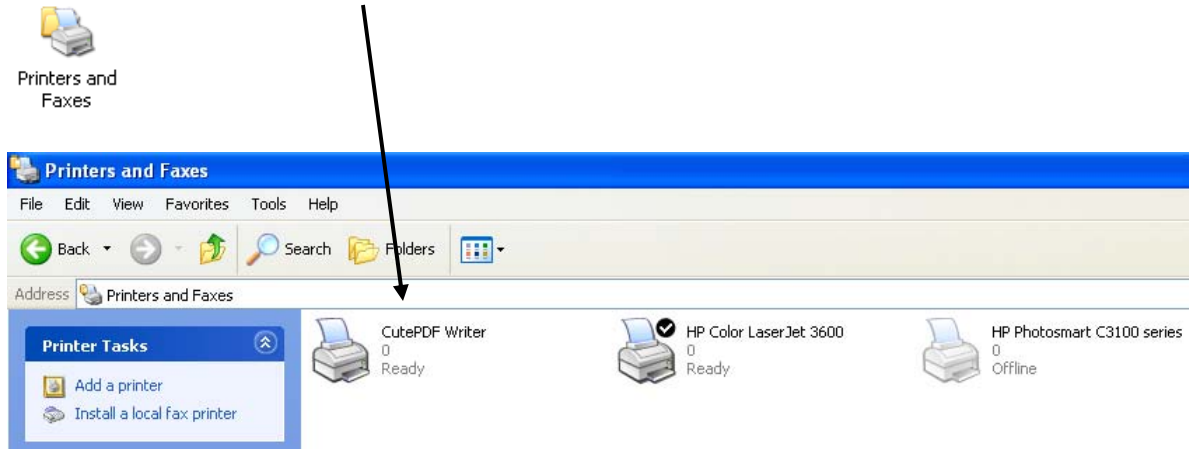 Printers and
Faxes
Printers and Faxes
File Edit View Favorites Tools Help
Back Search Folders
Address Printers and Faxes
Printer Tasks
Add a printer
Install a local fax printer
CutePDF Writer
0
Ready
HP Color LaserJet 3600
0
Ready
HP Photosmart C3100 series
0
Offline